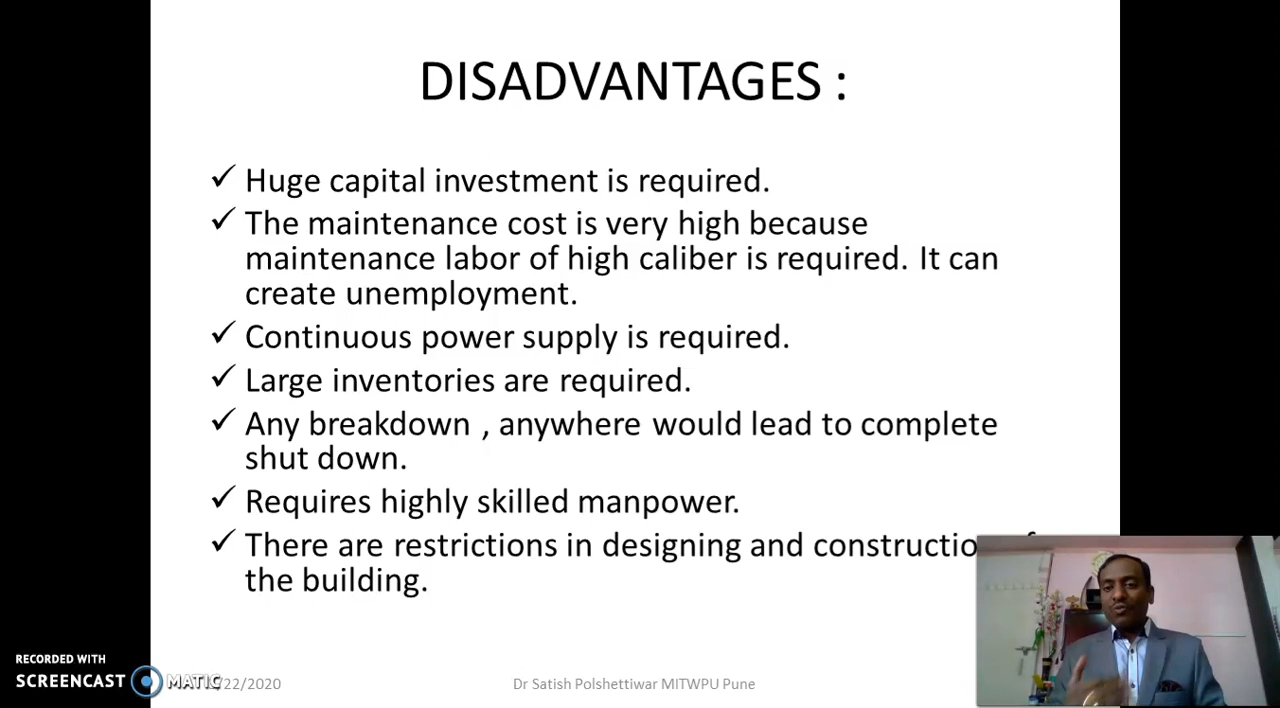 DISADVANTAGES :
✓ Huge capital investment is required.
✓ The maintenance cost is very high because
maintenance labor of high caliber is required. It can
create unemployment.
✓ Continuous power supply is required.
✓ Large inventories are required.
✓ Any breakdown , anywhere would lead to complete
shut down.
✓ Requires highly skilled manpower.
✓ There are restrictions in designing and
the building.
RECORDED WITH
SCREENCAST MATIC
/22/2020
Dr Satish Polshettiwar MITWPU Pune